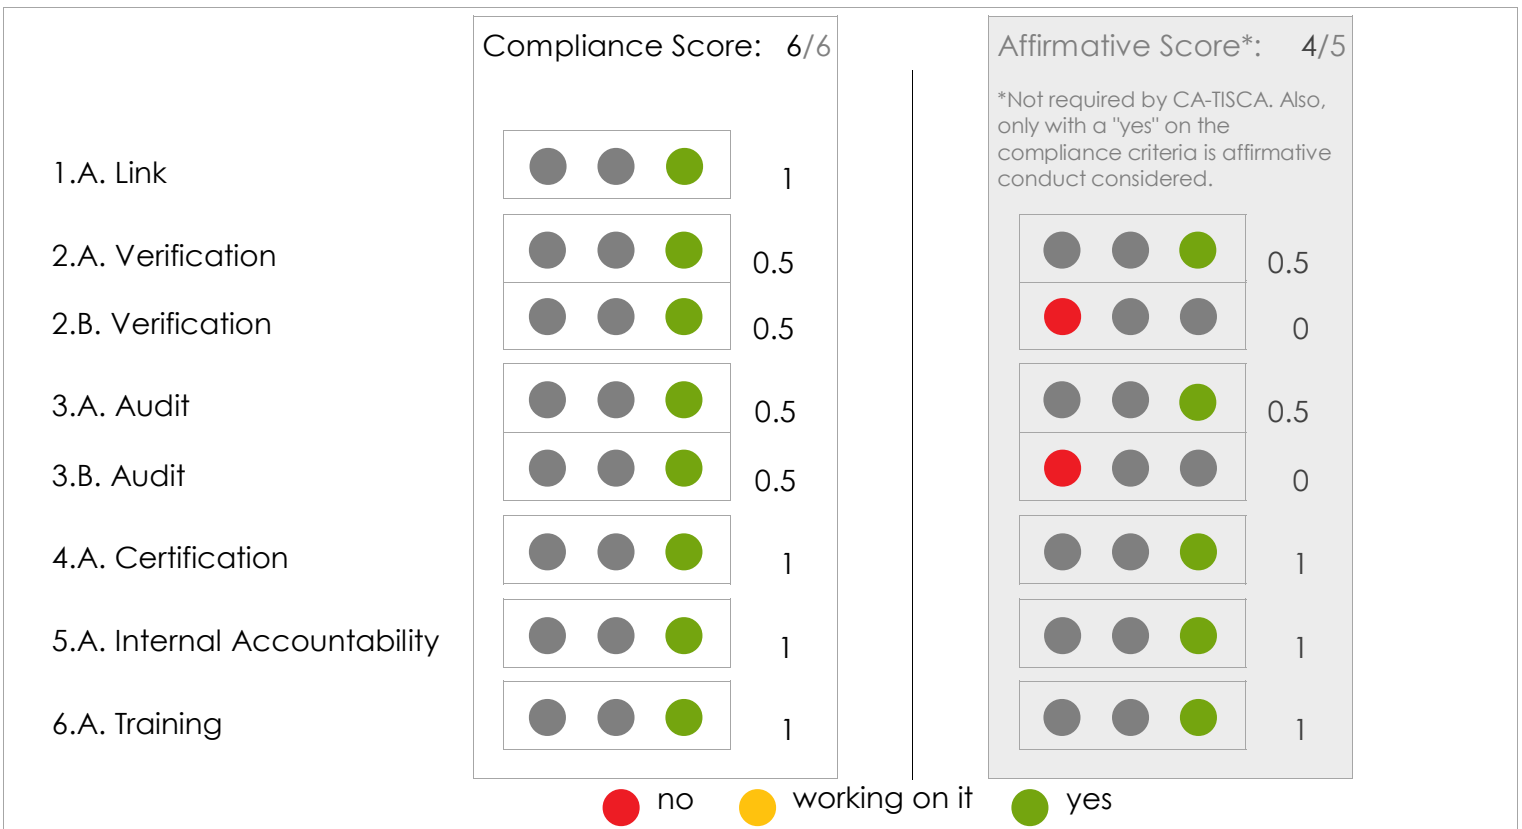 Compliance Score: 6/6
Affirmative Score*: 4/5
*Not required by CA-TISCA. Also,
only with a "yes" on the
compliance criteria is affirmative
conduct considered.
1.A. Link 1
2.A. Verification 0.5 0.5
2.B. Verification 0.5 0
3.A. Audit 0.5 0.5
3.B. Audit 0.5 0
4.A. Certification 1 1
5.A. Internal Accountability 1 1
6.A. Training 1 1
no working on it yes